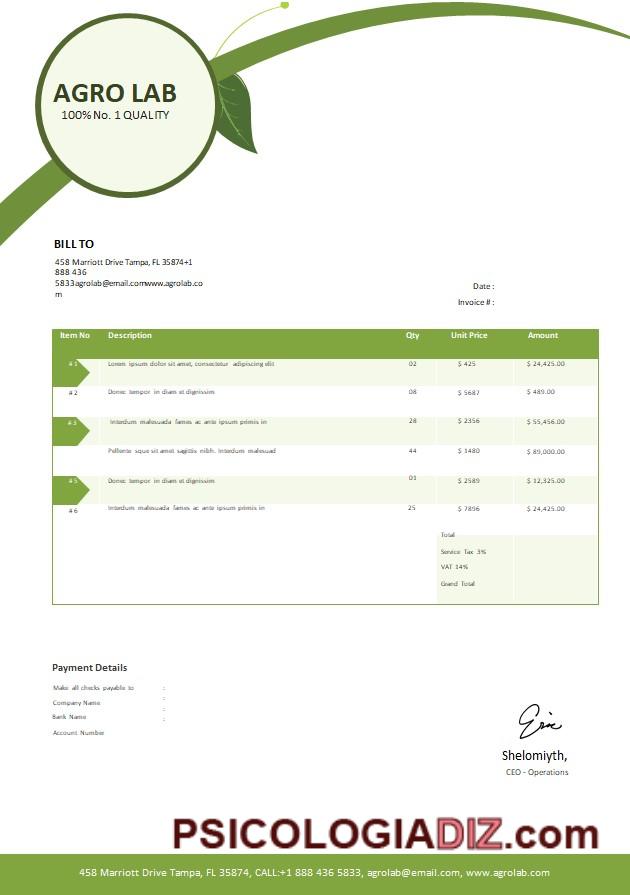 AGRO LAB
100% No. 1 QUALITY
BILL TO
458 Marriott Drive Tampa, FL 35874+1
888 436
5833agrolab@email.comwww.agrolab.co
m
Date :
Invoice # :
Item No Description Qty Unit Price Amount
# 1 Lorem ipsum dolor sit amet, consectetur adipiscing elit 02 $ 425 $ 24,425.00
# 2 Donec tempor in diam et dignissim 08 $ 5687 $ 489.00
# 3 Interdum malesuada fames ac ante ipsum primis in 28 $ 2356 $ 55,456.00
Pellente sque sit amet sagittis nibh. Interdum malesuad 44 $ 1480 $ 89,000.00
# 5 Donec tempor in diam et dignissim 01 $ 2589 $ 12,325.00
# 6 Interdum malesuada fames ac ante ipsum primis in 25 $ 7896 $ 24,425.00
Total
Service Tax 3%
VAT 14%
Grand Total
Payment Details
Make all checks payable to :
Company Name :
Bank Name :
Account Number :
Eric
Shelomiyth,
CEO - Operations
PSICOLOGIADIZ.com
458 Marriott Drive Tampa, FL 35874, CALL:+1 888 436 5833, agrolab@email.com, www.agrolab.com